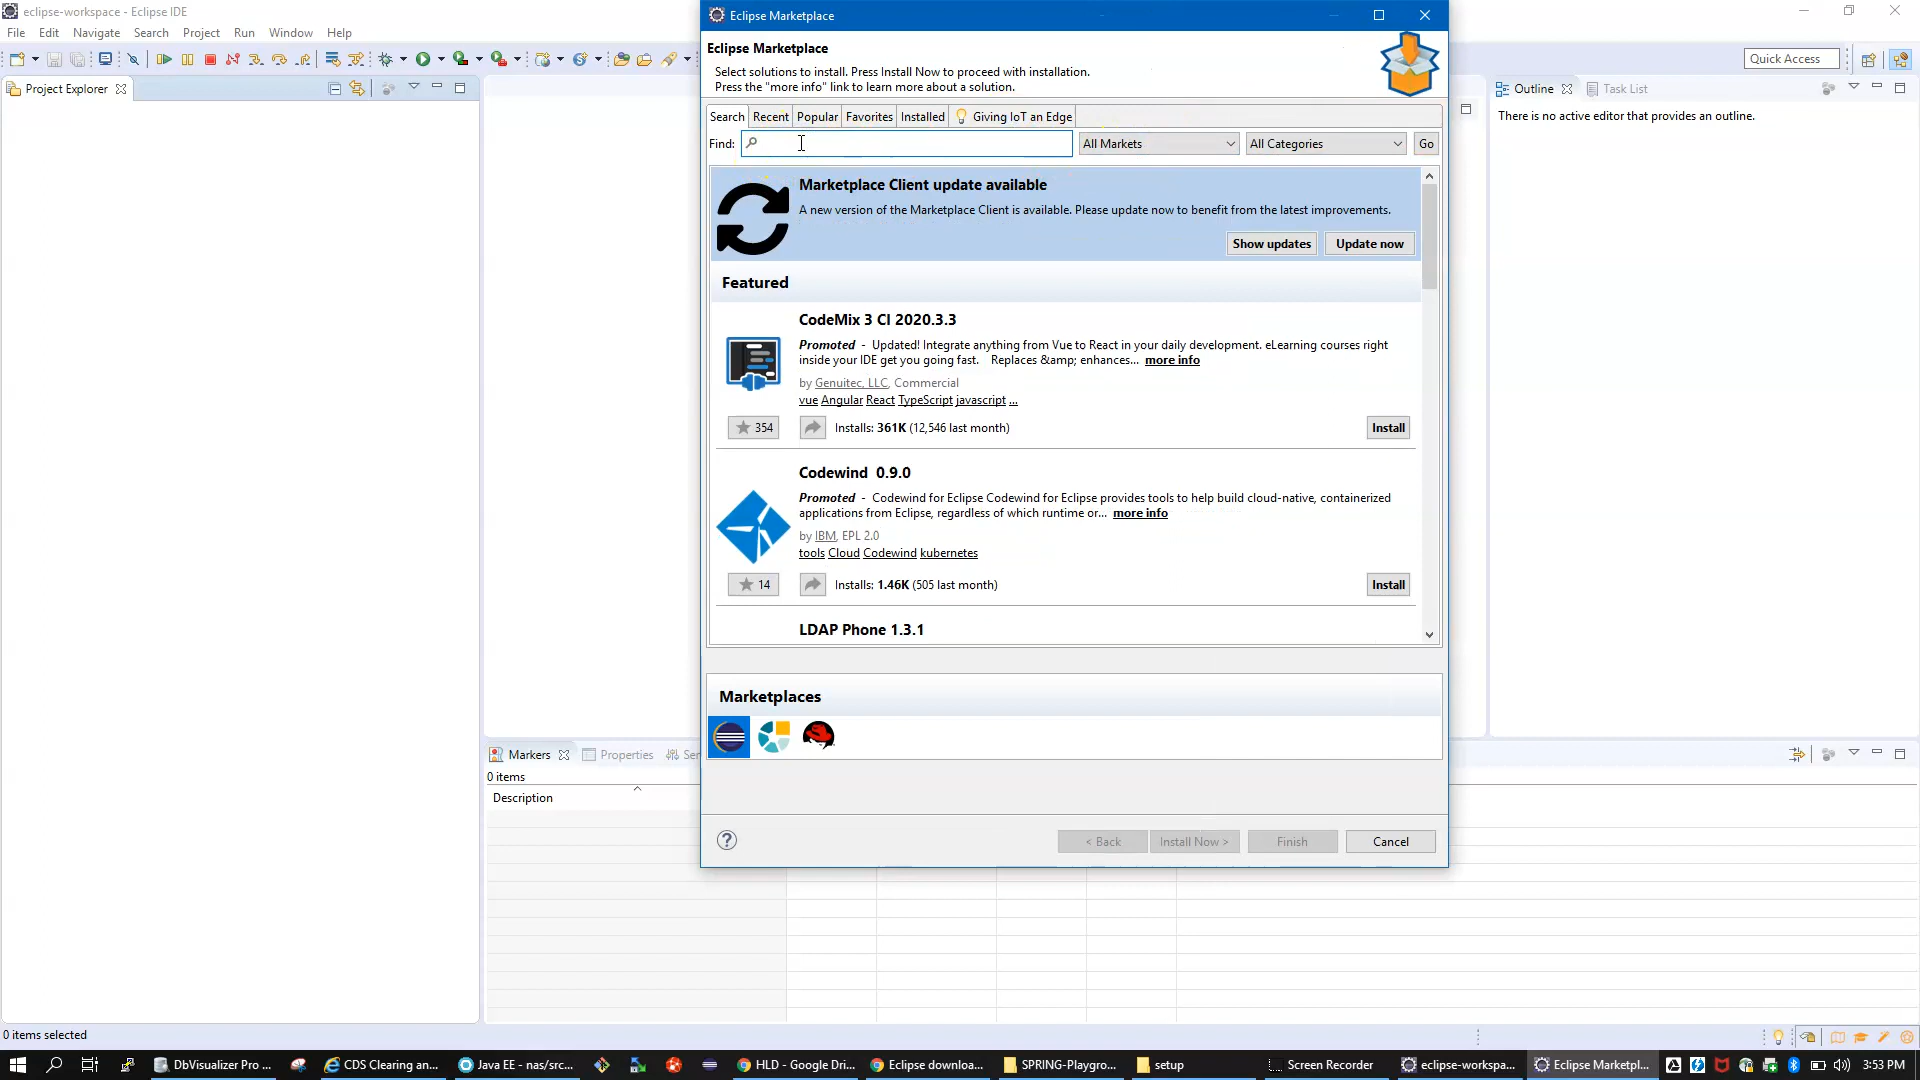 eclipse-workspace - Eclipse IDE
File Edit Navigate Search Project Run Window Help
Quick Access
Project Explorer
Outline Task List
There is no active editor that provides an outline.
Eclipse Marketplace
Eclipse Marketplace
Select solutions to install. Press Install Now to proceed with installation.
Press the "more info" link to learn more about a solution.
Search Recent Popular Favorites Installed Giving IoT an Edge
Find: All Markets All Categories Go
Marketplace Client update available
A new version of the Marketplace Client is available. Please update now to benefit from the latest improvements.
Show updates Update now
Featured
CodeMix 3 CI 2020.3.3
Promoted - Updated! Integrate anything from Vue to React in your daily development. eLearning courses right
inside your IDE get you going fast. Replaces &amp; enhances... more info
by Genuitec, LLC, Commercial
vue Angular React TypeScript javascript ...
354 Installs: 361K (12,546 last month) Install
Codewind 0.9.0
Promoted - Codewind for Eclipse Codewind for Eclipse provides tools to help build cloud-native, containerized
applications from Eclipse, regardless of which runtime or... more info
by IBM, EPL 2.0
tools Cloud Codewind kubernetes
14 Installs: 1.46K (505 last month) Install
LDAP Phone 1.3.1
Marketplaces
< Back Install Now > Finish Cancel
Markers Properties Ser
0 items
Description
0 items selected
DbVisualizer Pro ... CDS Clearing an... Java EE - nas/src... HLD - Google Dri... Eclipse downloa... SPRING-Playgro... setup Screen Recorder eclipse-workspa... Eclipse Marketpl... 3:53 PM